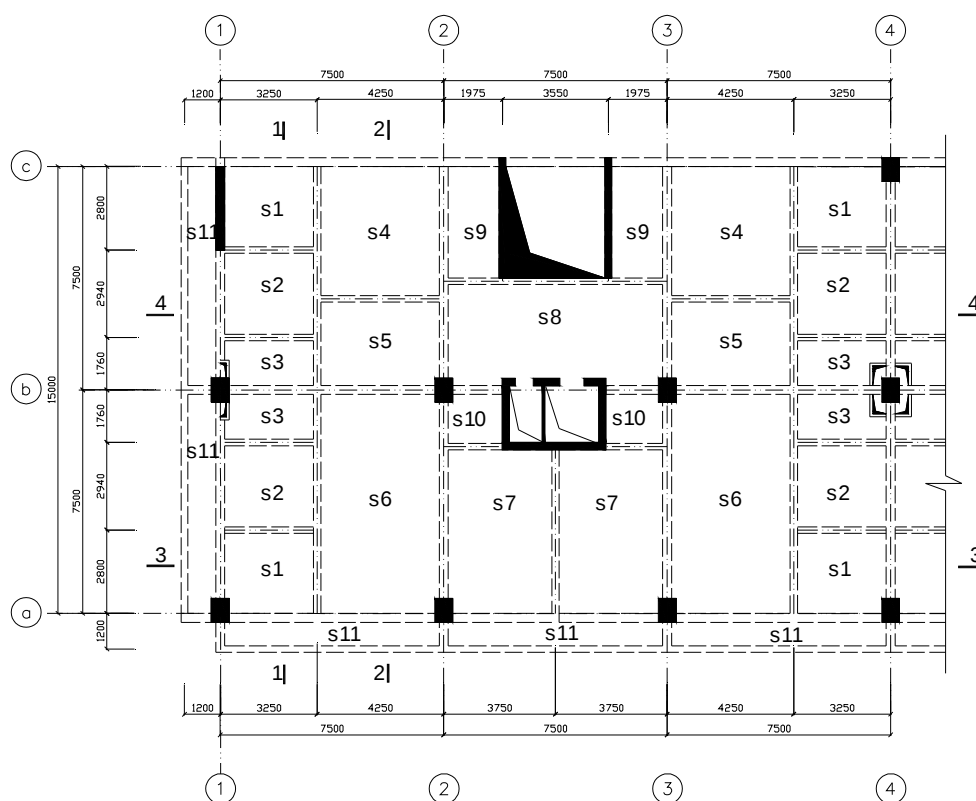 1 2 3 4
7500 7500 7500
1200 3250 4250 1975 3550 1975 4250 3250
1 2
c
2800 s1 s1
s11 s4 s9 s9 s4
7500 2940 s2 s2
4 4
s8
s5 s5
1760 s3 s3
15000 b
1760 s3 s10 s10 s3
s11
7500 2940 s2 s6 s7 s7 s6 s2
3 3
2800 s1 s1
a
1200 s11 s11 s11
1 2
1200 3250 4250 3750 3750 4250 3250
7500 7500 7500
1 2 3 4